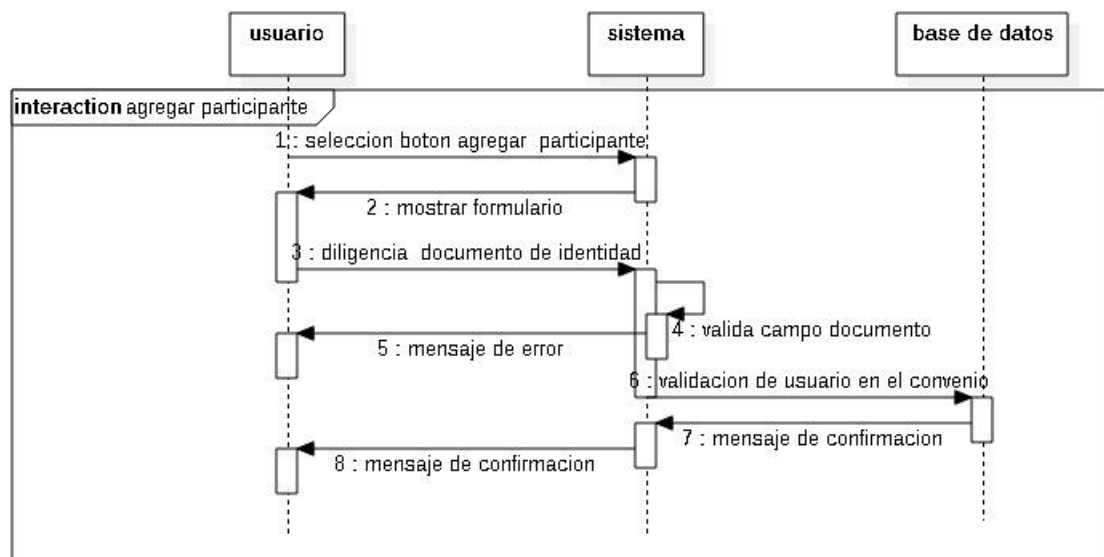 usuario
sistema
base de datos
interaction agregar participante
1 : seleccion boton agregar participante
2 : mostrar formulario
3 : diligencia documento de identidad
4 : valida campo documento
5 : mensaje de error
6 : validacion de usuario en el convenio
7 : mensaje de confirmacion
8 : mensaje de confirmacion